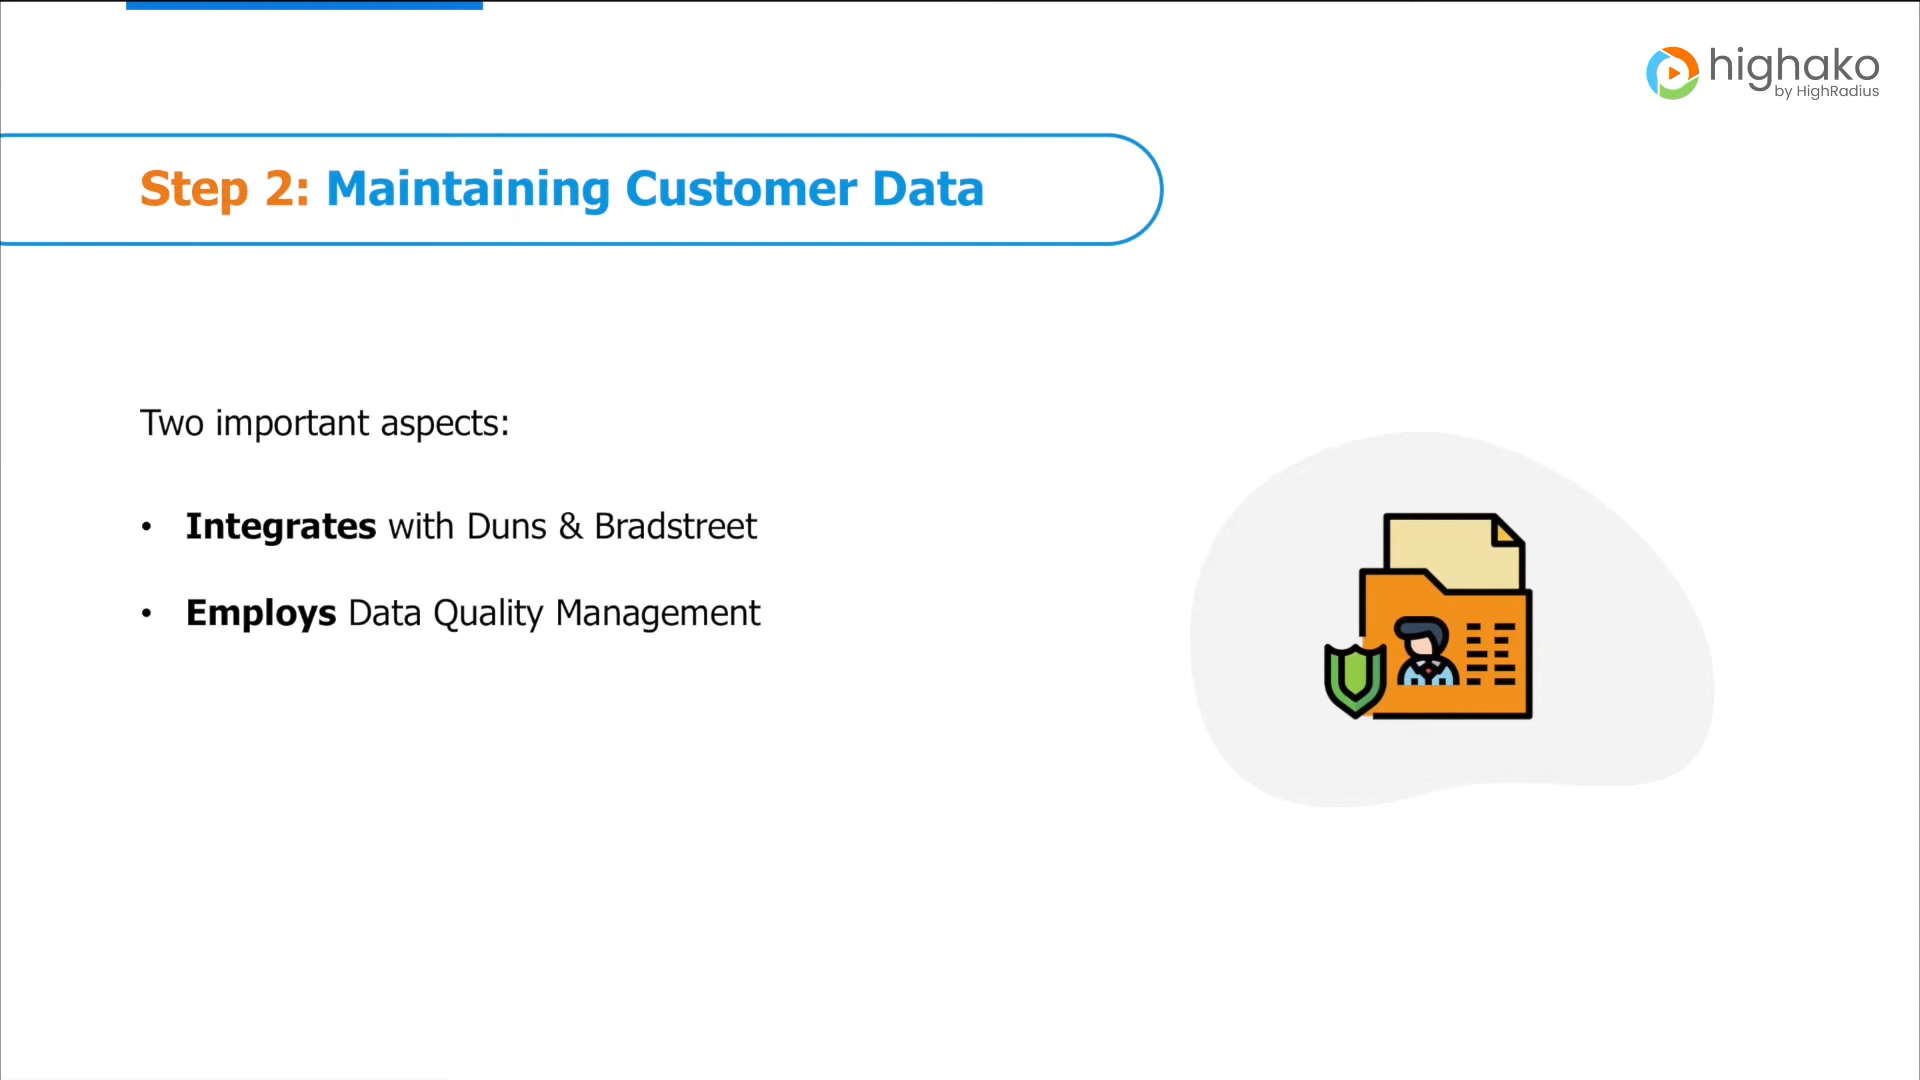 highako
by HighRadius
Step 2: Maintaining Customer Data
Two important aspects:
• Integrates with Duns & Bradstreet
• Employs Data Quality Management